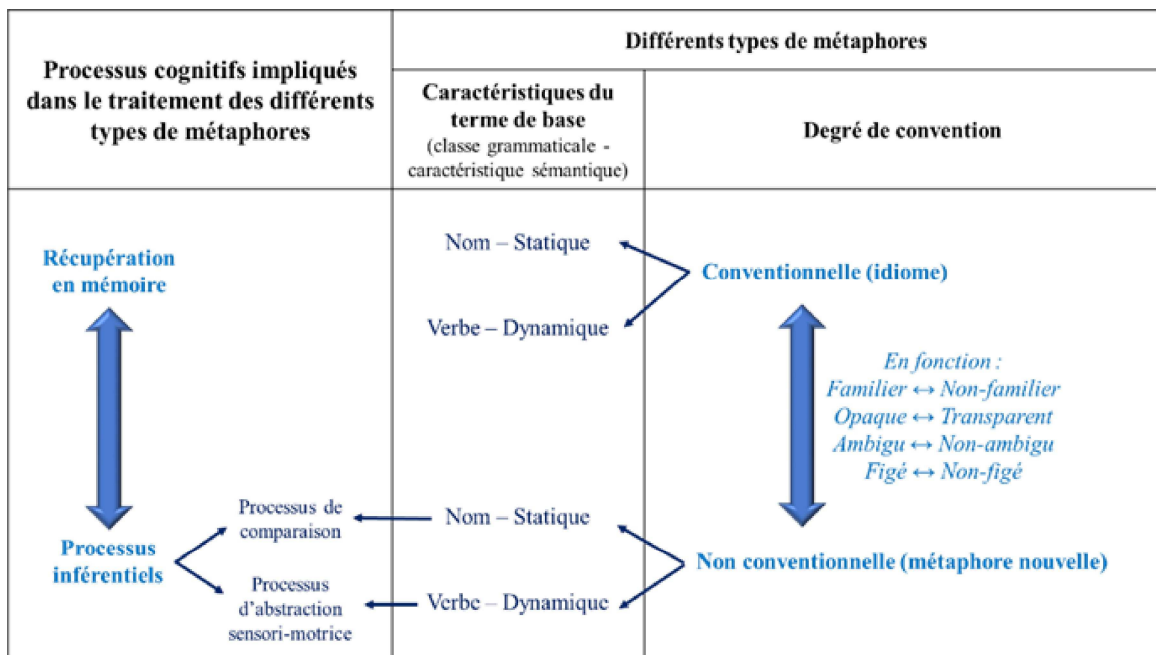 Processus cognitifs impliqués
dans le traitement des différents
types de métaphores
Différents types de métaphores
Caractéristiques du
terme de base
(classe grammaticale -
caractéristique sémantique)
Degré de convention
Récupération
en mémoire
Nom – Statique
Verbe – Dynamique
Conventionnelle (idiome)
En fonction :
Familier ↔ Non-familier
Opaque ↔ Transparent
Ambigu ↔ Non-ambigu
Figé ↔ Non-figé
Processus
inférentiels
Processus de
comparaison
Processus
d'abstraction
sensori-motrice
Nom – Statique
Verbe – Dynamique
Non conventionnelle (métaphore nouvelle)